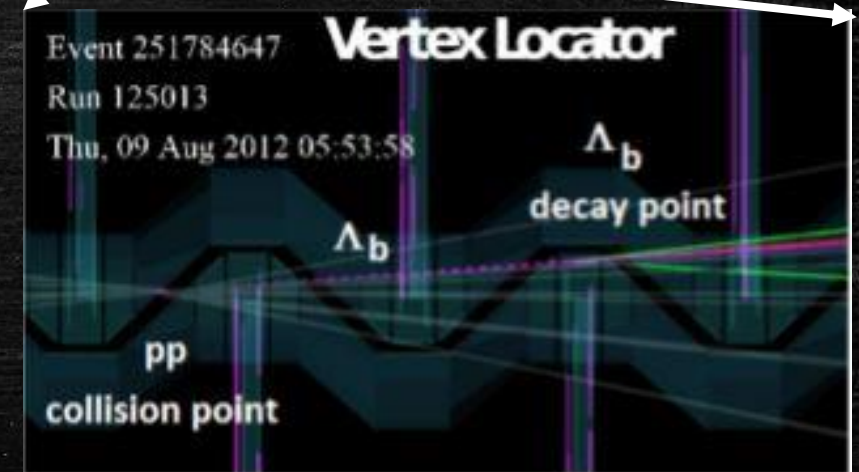 Vertex Locator
Event 251784647
Run 125013
Thu, 09 Aug 2012 05:53:58
Λb
decay point
Λb
pp
collision point